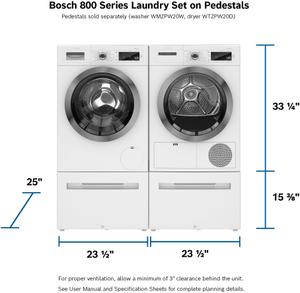 Bosch 800 Series Laundry Set on Pedestals
Pedestals sold separately (washer WMZPW20W, dryer WTZPW20D)
33 ¼"
25"
15 ⅜"
23 ½" 23 ½"
For proper ventilation, allow a minimum of 3" clearance behind the unit.
See User Manual and Specification Sheets for complete planning details.